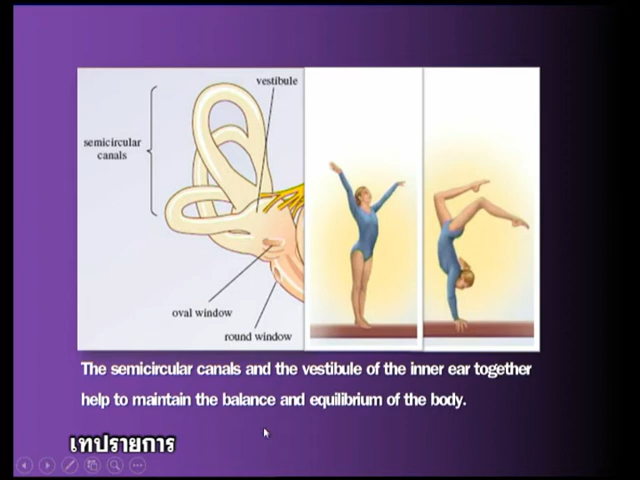 vestibule
semicircular
canals
oval window
round window
The semicircular canals and the vestibule of the inner ear together
help to maintain the balance and equilibrium of the body.
เทปรายการ